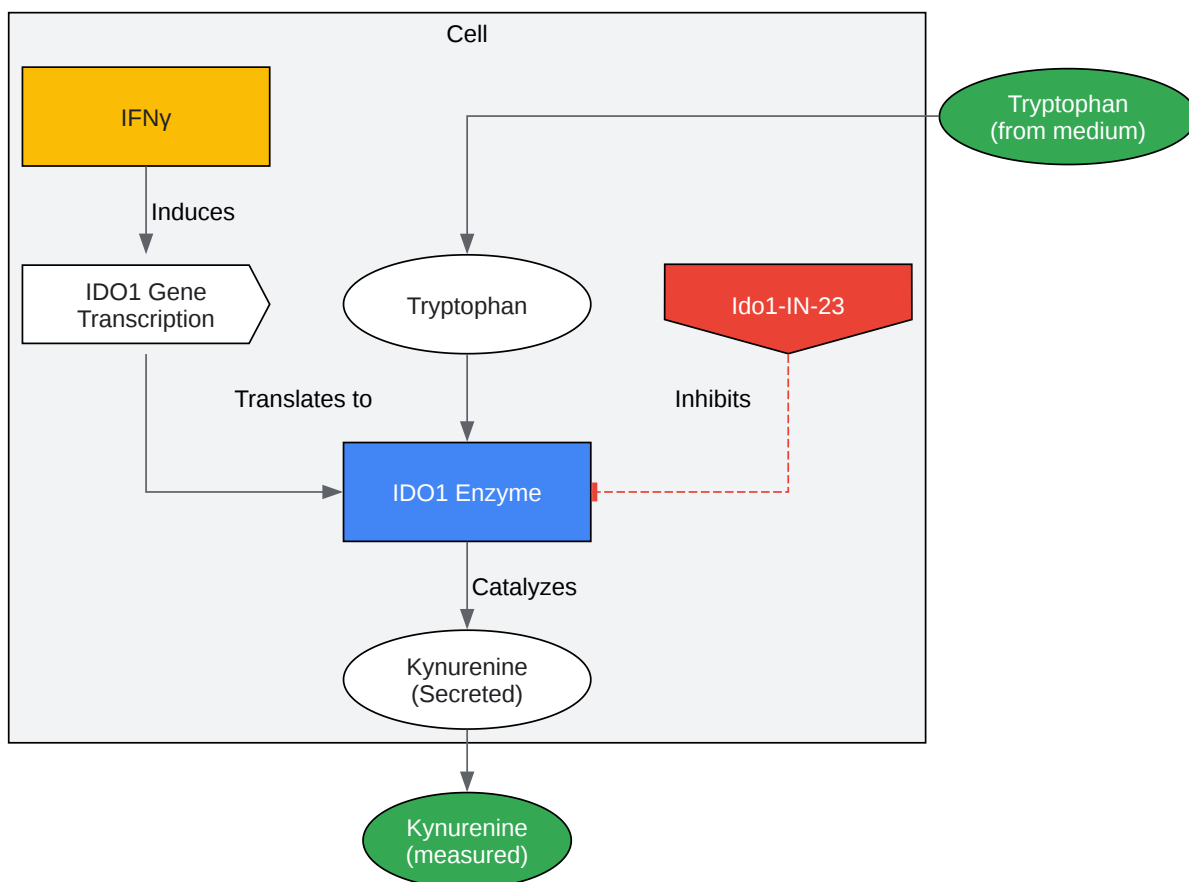 Cell
IFNγ
Tryptophan
(from medium)
Induces
IDO1 Gene
Transcription
Tryptophan
Ido1-IN-23
Translates to
Inhibits
IDO1 Enzyme
Catalyzes
Kynurenine
(Secreted)
Kynurenine
(measured)